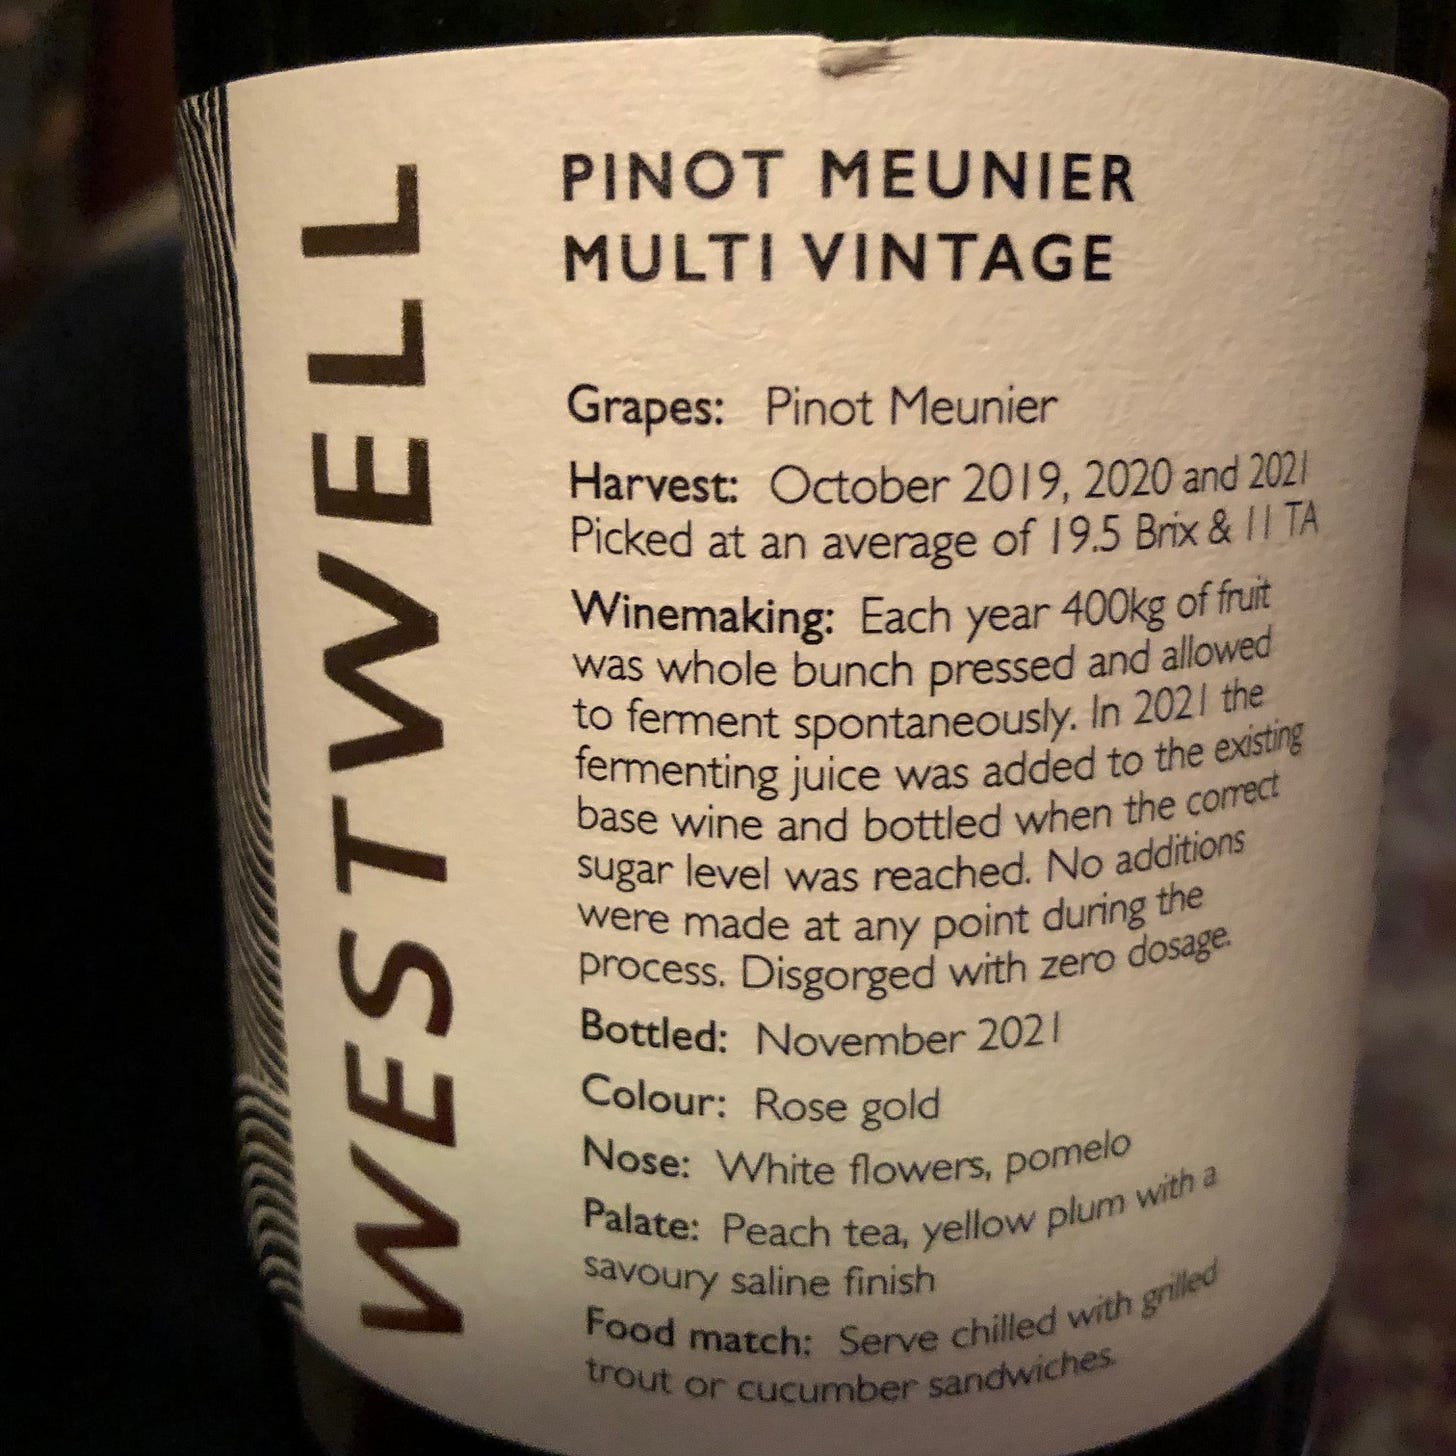 WESTWELL
PINOT MEUNIER
MULTI VINTAGE
Grapes: Pinot Meunier
Harvest: October 2019, 2020 and 2021
Picked at an average of 19.5 Brix & 11 TA
Winemaking: Each year 400kg of fruit
was whole bunch pressed and allowed
to ferment spontaneously. In 2021 the
fermenting juice was added to the existing
base wine and bottled when the correct
sugar level was reached. No additions
were made at any point during the
process. Disgorged with zero dosage.
Bottled: November 2021
Colour: Rose gold
Nose: White flowers, pomelo
Palate: Peach tea, yellow plum with a
savoury saline finish
Food match: Serve chilled with grilled
trout or cucumber sandwiches.